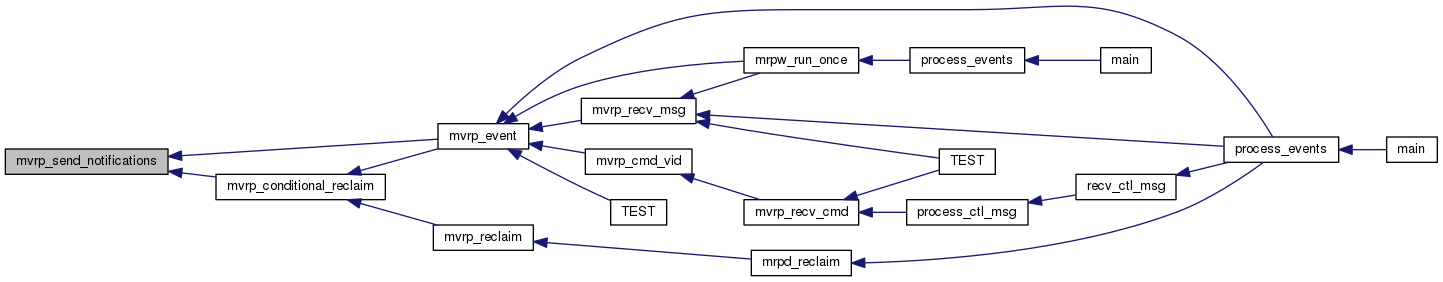 mrpw_run_once
process_events
main
mvrp_recv_msg
mvrp_event
process_events
main
mvrp_send_notifications
mvrp_cmd_vid
TEST
mvrp_conditional_reclaim
recv_ctl_msg
TEST
mvrp_recv_cmd
process_ctl_msg
mvrp_reclaim
mrpd_reclaim